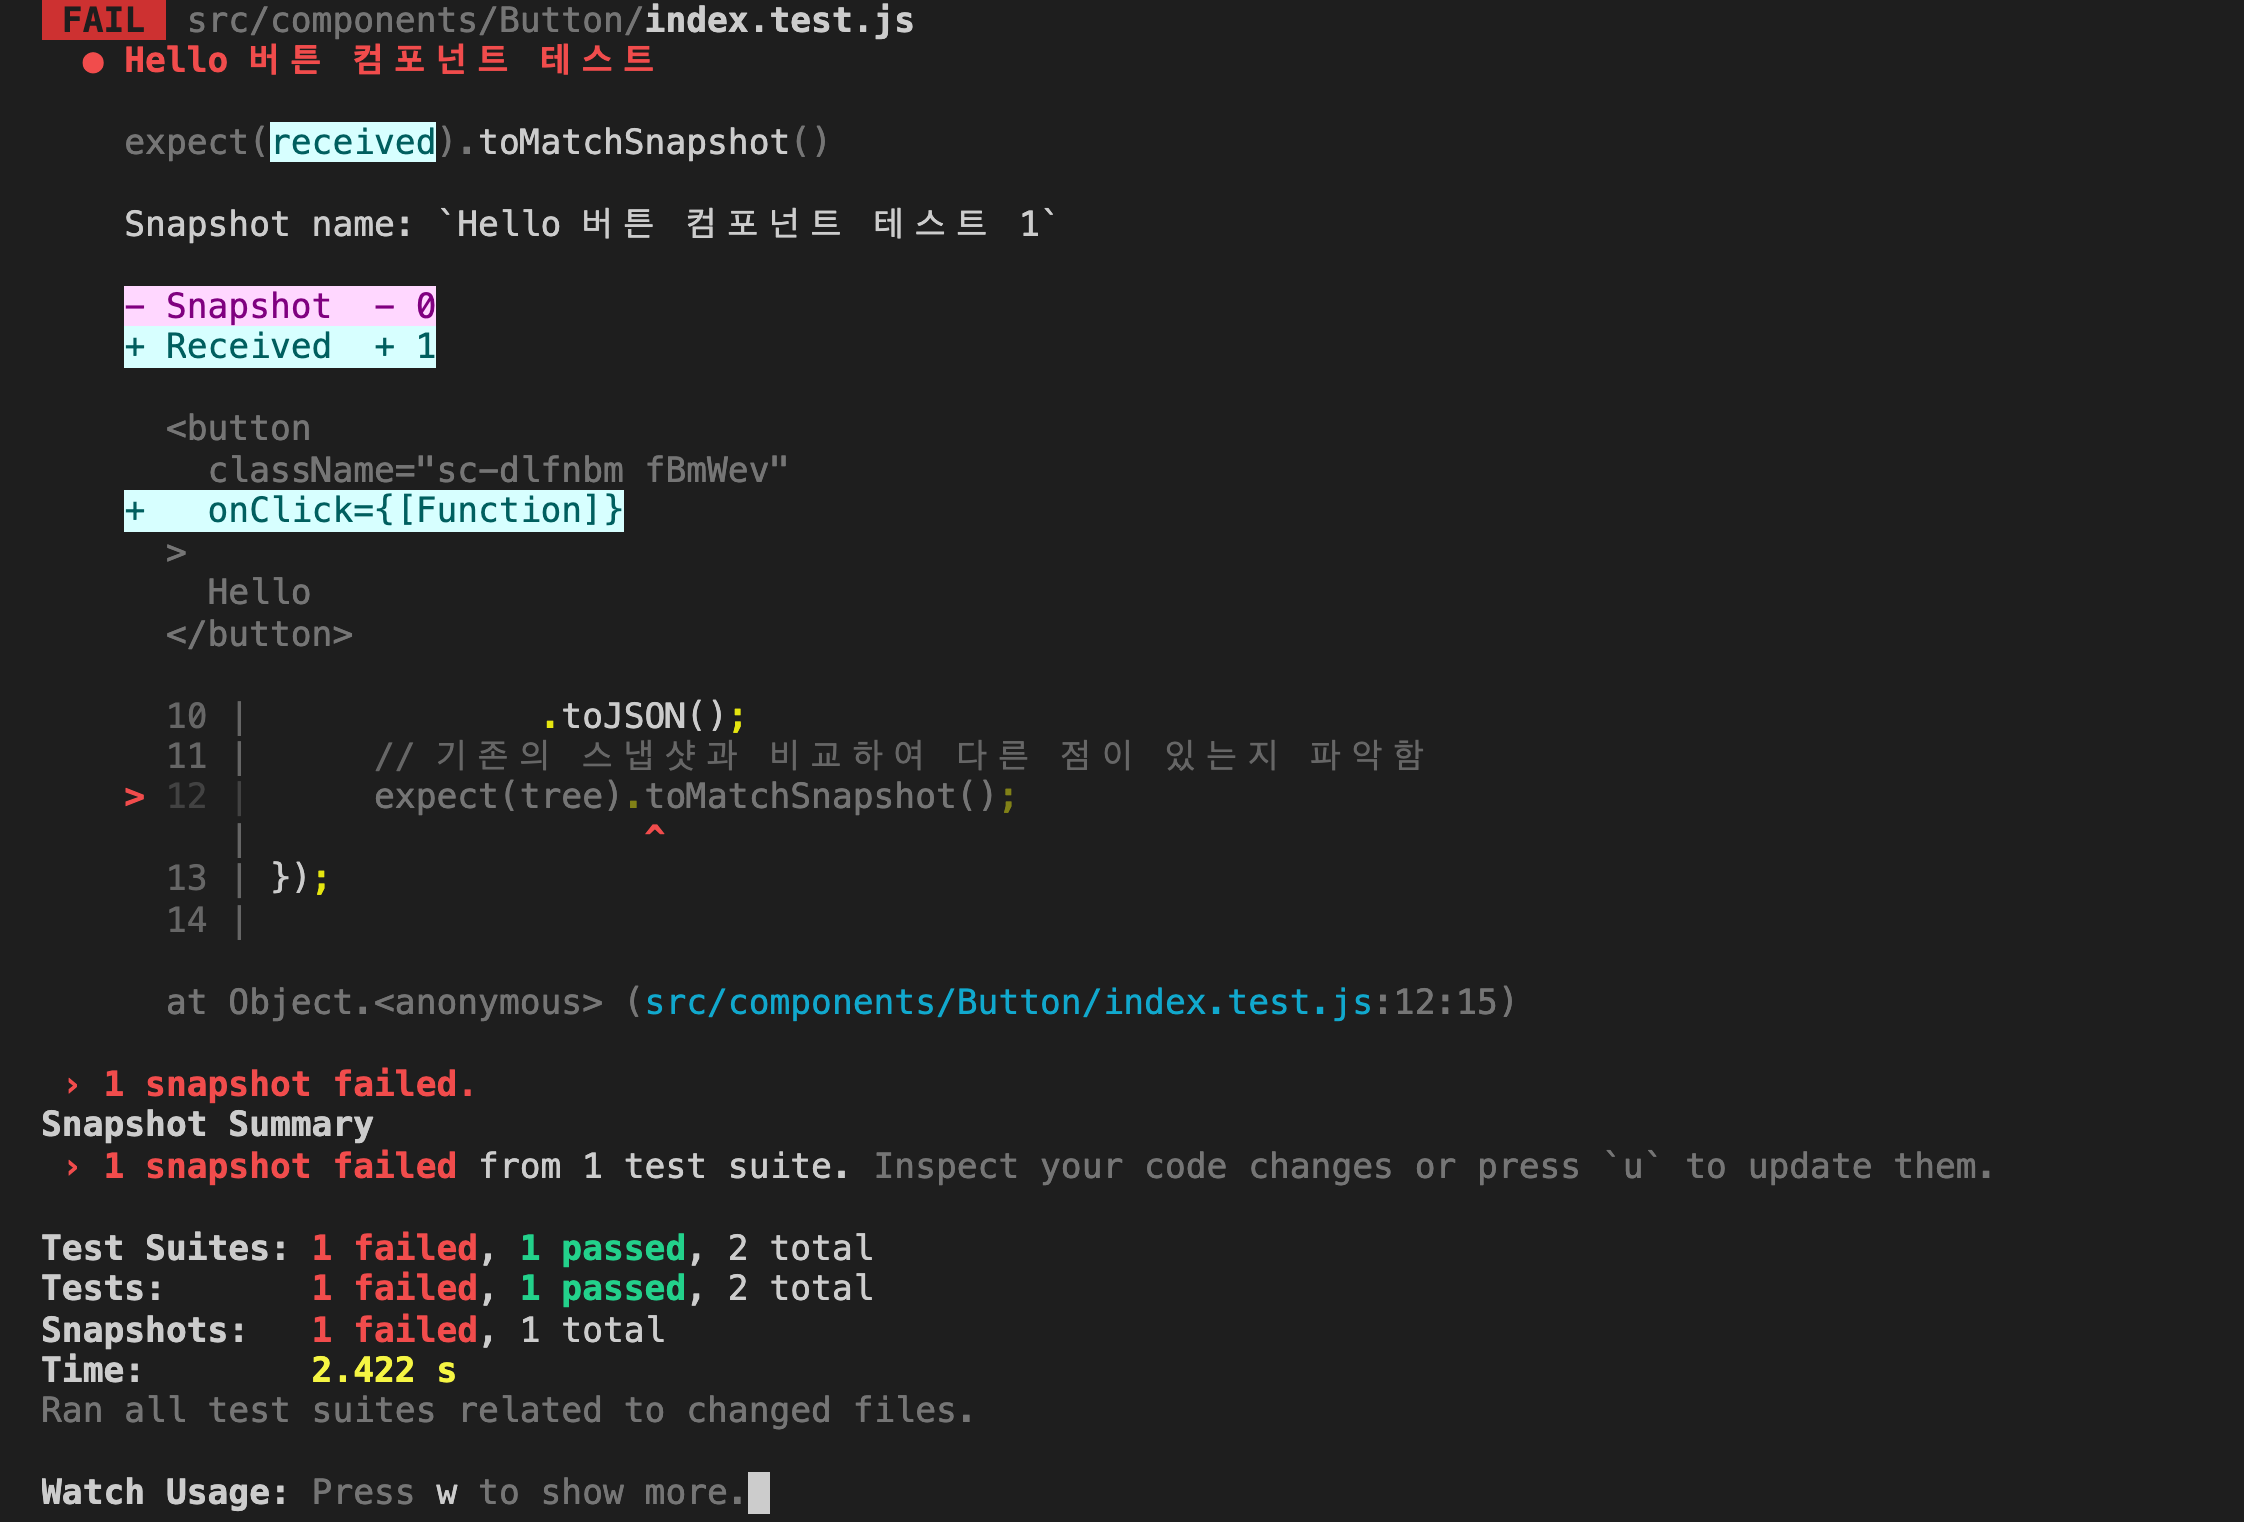 FAIL src/components/Button/index.test.js
● Hello 버튼 컴포넌트 테스트
expect(received).toMatchSnapshot()
Snapshot name: `Hello 버튼 컴포넌트 테스트 1`
- Snapshot  - 0
+ Received  + 1
<button
className="sc-dlfnbm fBmWev"
+   onClick={[Function]}
>
Hello
</button>
10 |               .toJSON();
11 |       // 기존의 스냅샷과 비교하여 다른 점이 있는지 파악함
> 12 |       expect(tree).toMatchSnapshot();
|                    ^
13 | });
14 |
at Object.<anonymous> (src/components/Button/index.test.js:12:15)
› 1 snapshot failed.
Snapshot Summary
› 1 snapshot failed from 1 test suite. Inspect your code changes or press `u` to update them.
Test Suites: 1 failed, 1 passed, 2 total
Tests:       1 failed, 1 passed, 2 total
Snapshots:   1 failed, 1 total
Time:        2.422 s
Ran all test suites related to changed files.
Watch Usage: Press w to show more.